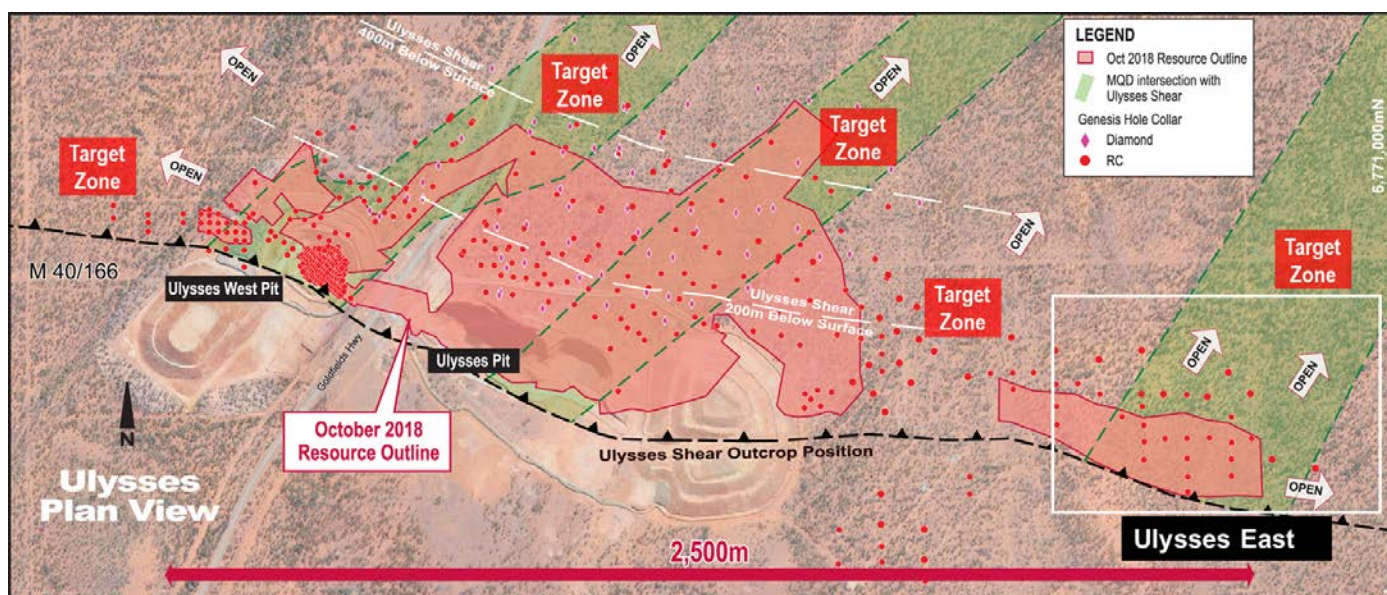 Ulysses Shear
400m Below Surface
OPEN
OPEN
OPEN
Target
Zone
LEGEND
Oct 2018 Resource Outline
MQD intersection with
Ulysses Shear
Genesis Hole Collar
Diamond
RC
6,771,000mN
Target
Zone
OPEN
Target
Zone
OPEN
Target
Zone
M 40/166
Ulysses West Pit
Ulysses Shear
200m Below Surface
Target
Zone
Goldfields Hwy
Ulysses Pit
OPEN
OPEN
N
October 2018
Resource Outline
Ulysses Shear Outcrop Position
OPEN
Ulysses
Plan View
Ulysses East
2,500m